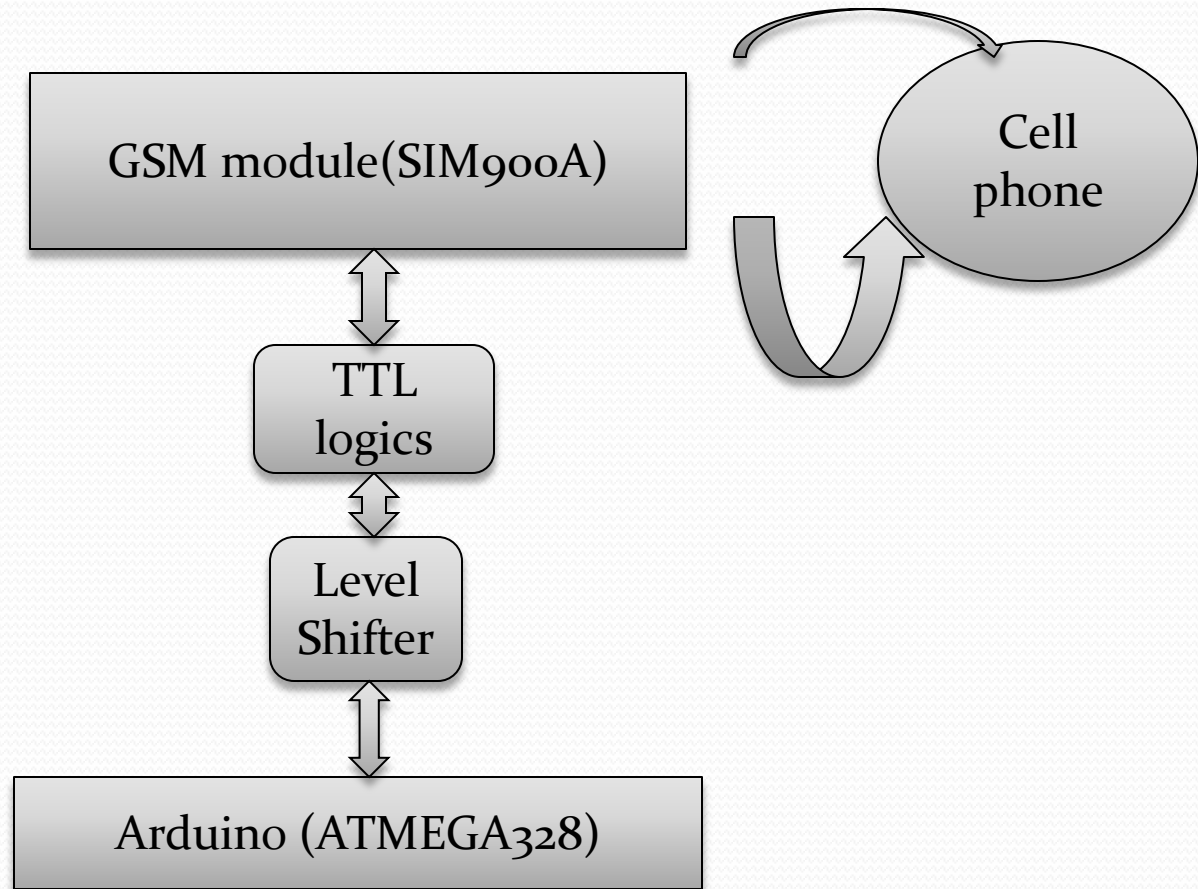 GSM module(SIM900A)
Cell
phone
TTL
logics
Level
Shifter
Arduino (ATMEGA328)